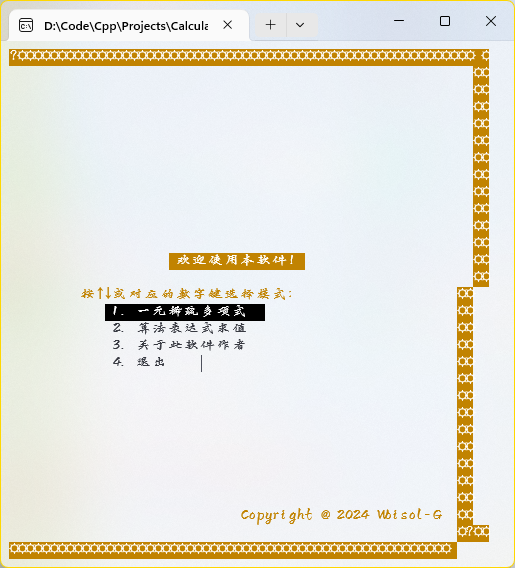 D:\Code\Cpp\Projects\Calcula
欢迎使用本软件!
按↑↓或对应的数字键选择模式:
1. 一元稀疏多项式
2. 算法表达式求值
3. 关于此软件作者
4. 退出
Copyright @ 2024 Woisol-G